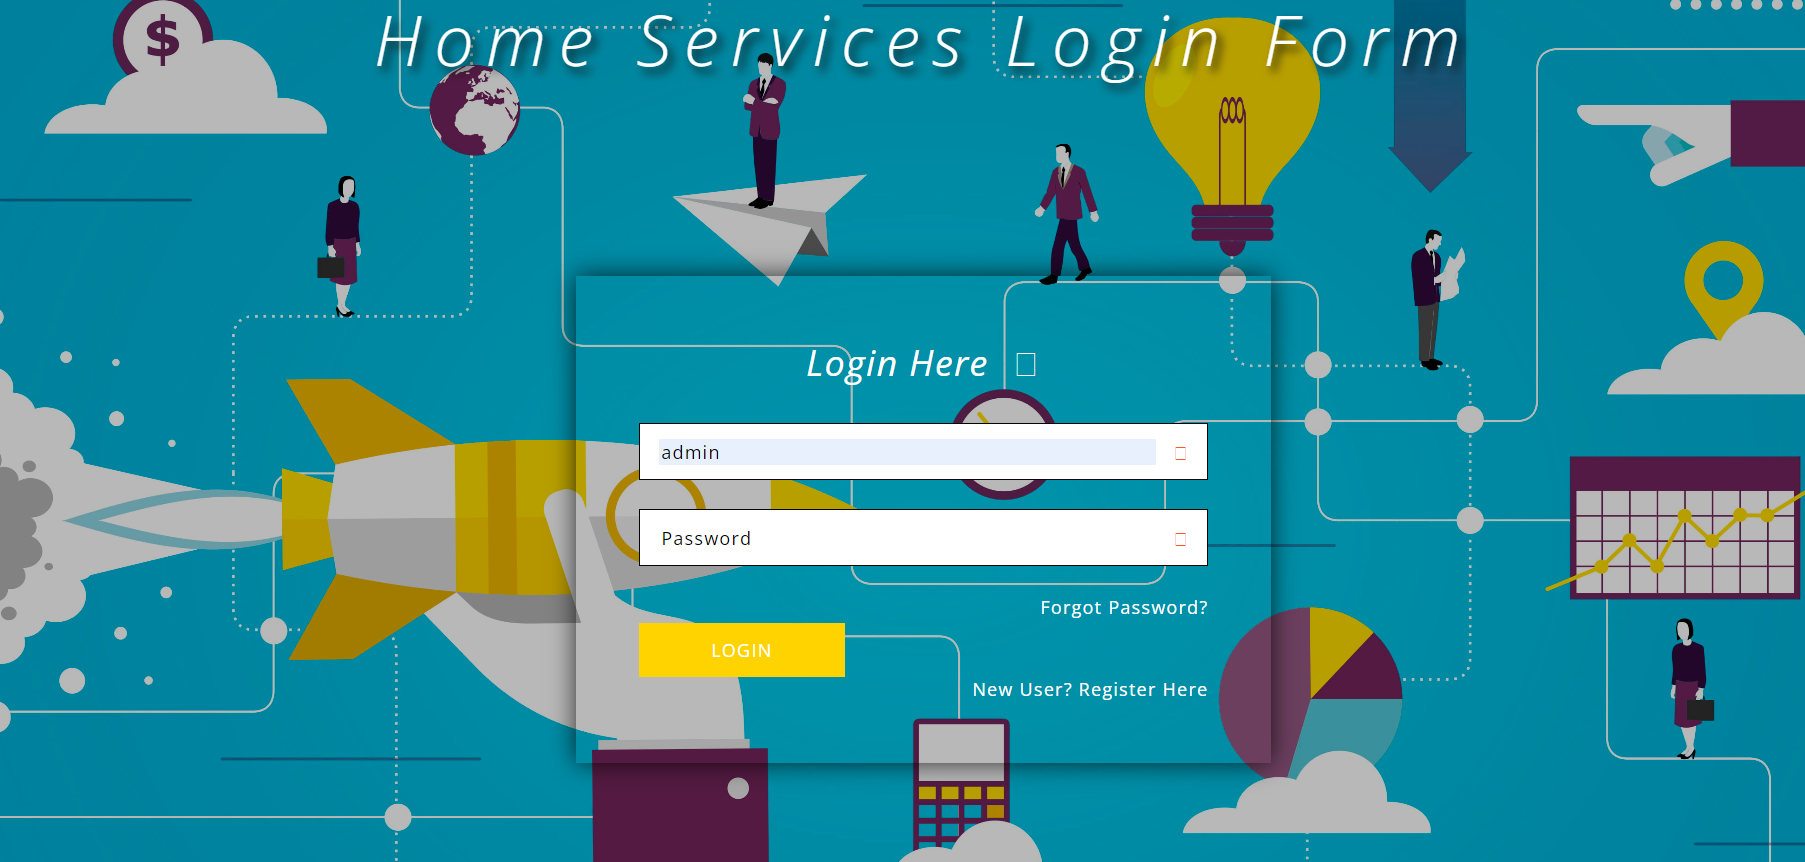 $
Home Services Login Form
Login Here
admin
Password
Forgot Password?
LOGIN
New User? Register Here